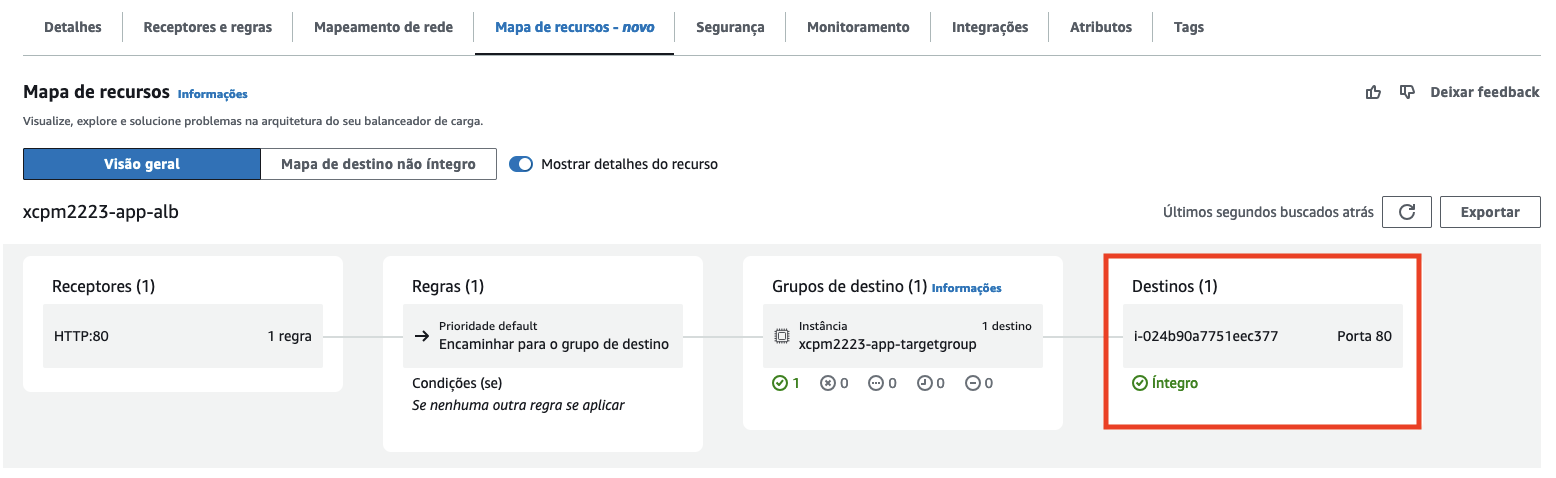 Detalhes
Receptores e regras
Mapeamento de rede
Mapa de recursos - novo
Segurança
Monitoramento
Integrações
Atributos
Tags
Mapa de recursos Informações
Deixar feedback
Visualize, explore e solucione problemas na arquitetura do seu balanceador de carga.
Visão geral
Mapa de destino não íntegro
Mostrar detalhes do recurso
xcpm2223-app-alb
Últimos segundos buscados atrás
Exportar
Receptores (1)
HTTP:80
1 regra
Regras (1)
Prioridade default
Encaminhar para o grupo de destino
Condições (se)
Se nenhuma outra regra se aplicar
Grupos de destino (1) Informações
Instância
1 destino
xcpm2223-app-targetgroup
1 0 0 0 0
Destinos (1)
i-024b90a7751eec377
Porta 80
Íntegro